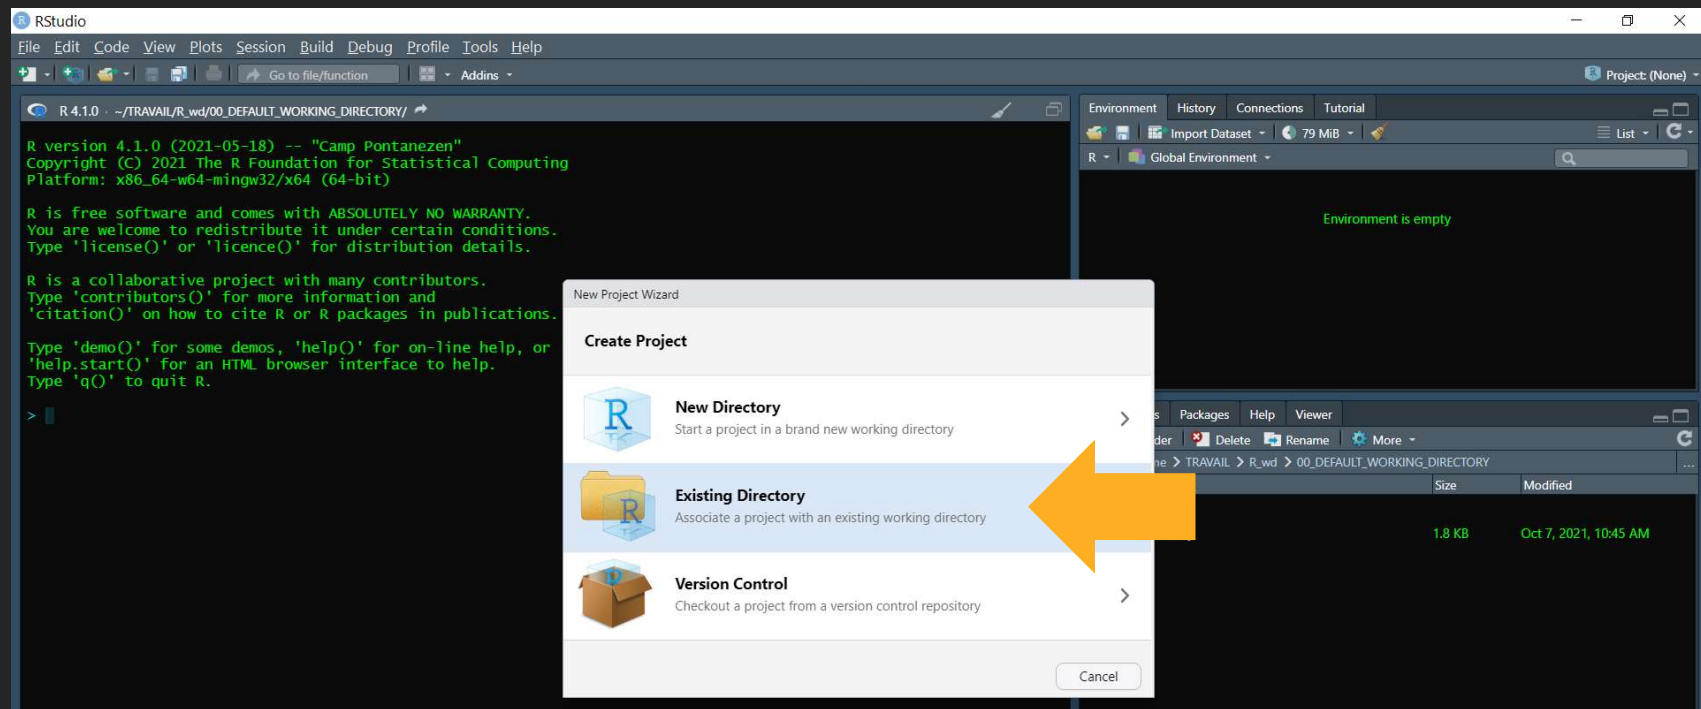 RStudio
File Edit Code View Plots Session Build Debug Profile Tools Help
Go to file/function Addins Project: (None)
R 4.1.0 · ~/TRAVAIL/R_wd/00_DEFAULT_WORKING_DIRECTORY/
R version 4.1.0 (2021-05-18) -- "Camp Pontanezen"
Copyright (C) 2021 The R Foundation for Statistical Computing
Platform: x86_64-w64-mingw32/x64 (64-bit)
R is free software and comes with ABSOLUTELY NO WARRANTY.
You are welcome to redistribute it under certain conditions.
Type 'license()' or 'licence()' for distribution details.
R is a collaborative project with many contributors.
Type 'contributors()' for more information and
'citation()' on how to cite R or R packages in publications.
Type 'demo()' for some demos, 'help()' for on-line help, or
'help.start()' for an HTML browser interface to help.
Type 'q()' to quit R.
>
Environment History Connections Tutorial
Import Dataset 79 MiB List
R Global Environment
Environment is empty
New Project Wizard
Create Project
New Directory
Start a project in a brand new working directory
Existing Directory
Associate a project with an existing working directory
Version Control
Checkout a project from a version control repository
Cancel
s Packages Help Viewer
der Delete Rename More
me > TRAVAIL > R_wd > 00_DEFAULT_WORKING_DIRECTORY ...
Size Modified
1.8 KB Oct 7, 2021, 10:45 AM